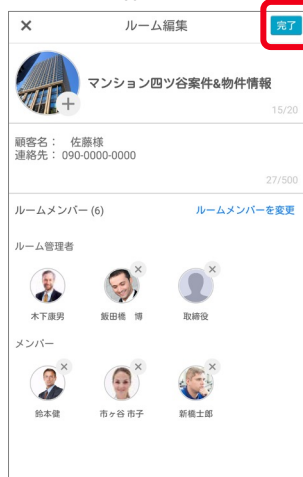 ルーム編集
完了
マンション四ツ谷案件&物件情報
15/20
顧客名： 佐藤様
連絡先： 090-0000-0000
27/500
ルームメンバー (6)
ルームメンバーを変更
ルーム管理者
木下康男 飯田橋 博 取締役
メンバー
鈴本健 市ヶ谷 市子 新橋士郎